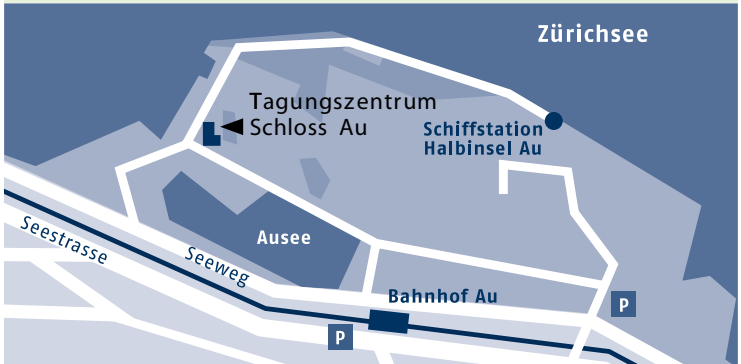 Zürichsee
Tagungszentrum
Schloss Au
Schiffstation
Halbinsel Au
Seestrasse
Seeweg
Ausee
Bahnhof Au
P
P